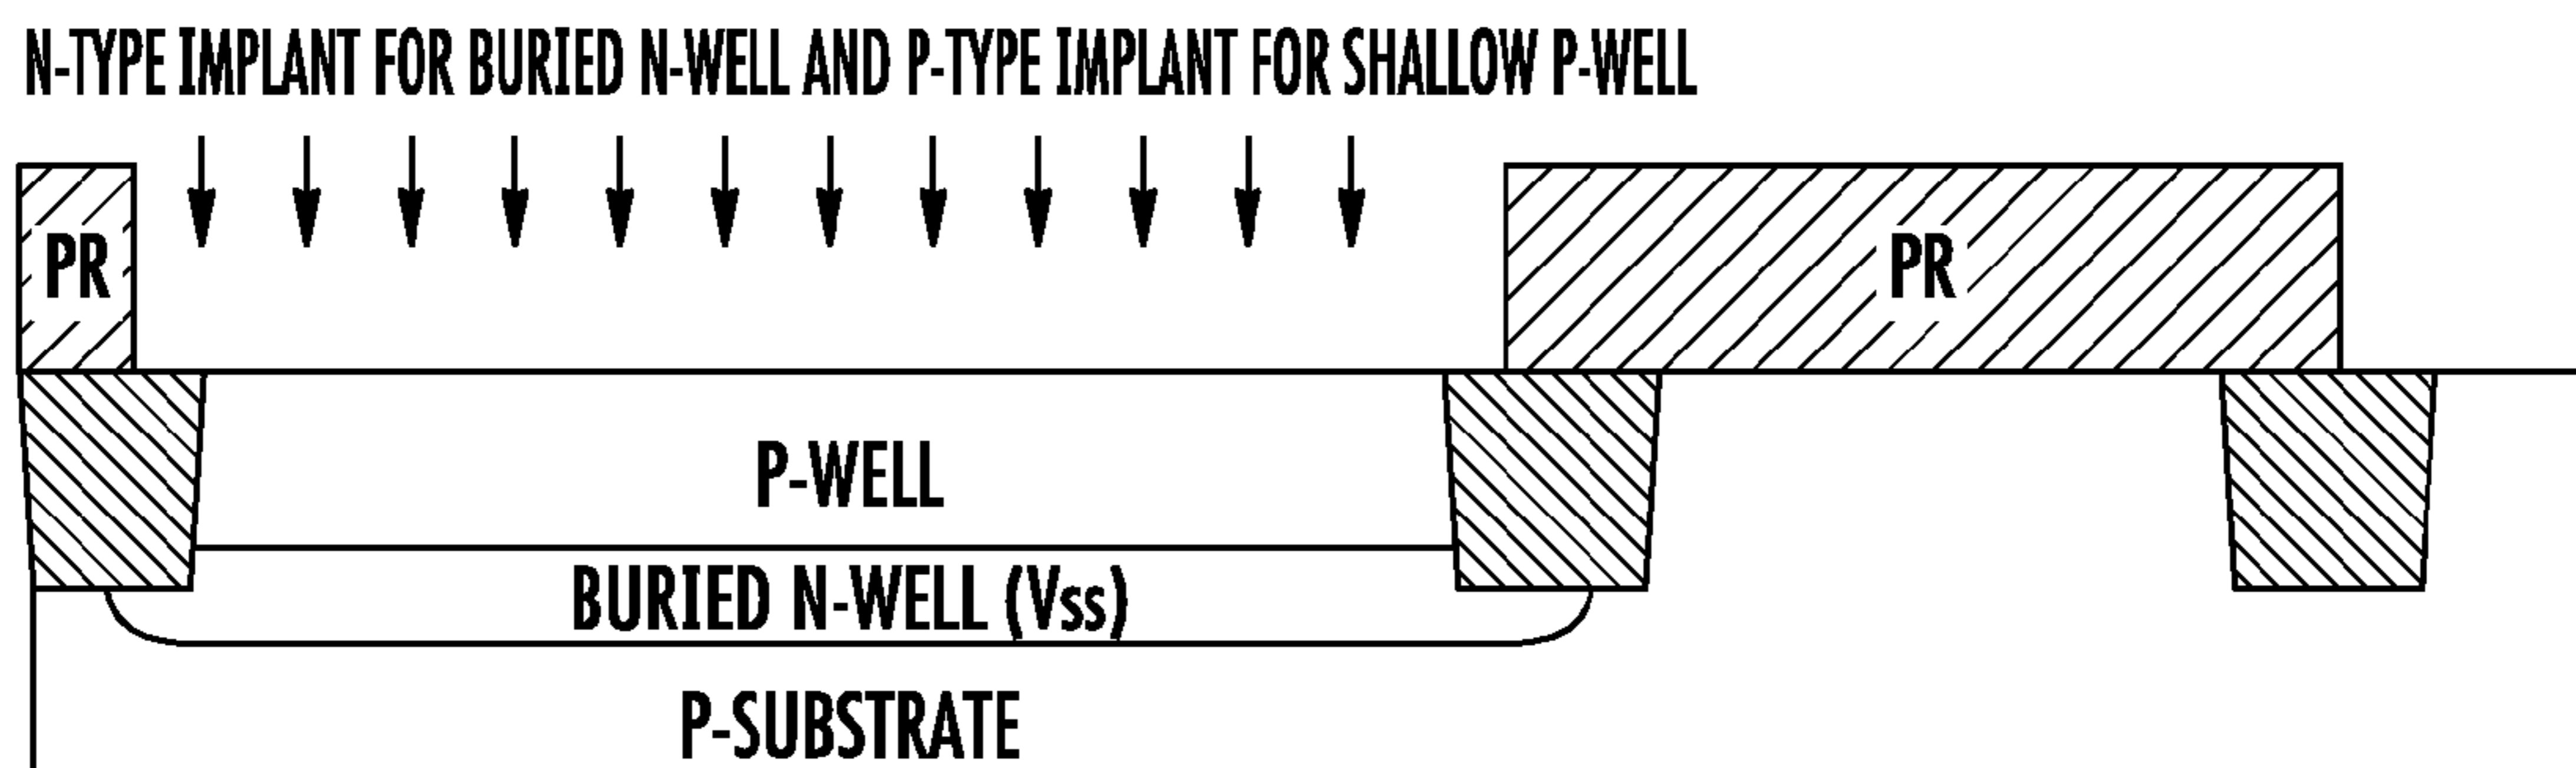 N-TYPE IMPLANT FOR BURIED N-WELL AND P-TYPE IMPLANT FOR SHALLOW P-WELL
PR
PR
P-WELL
BURIED N-WELL (Vss)
P-SUBSTRATE